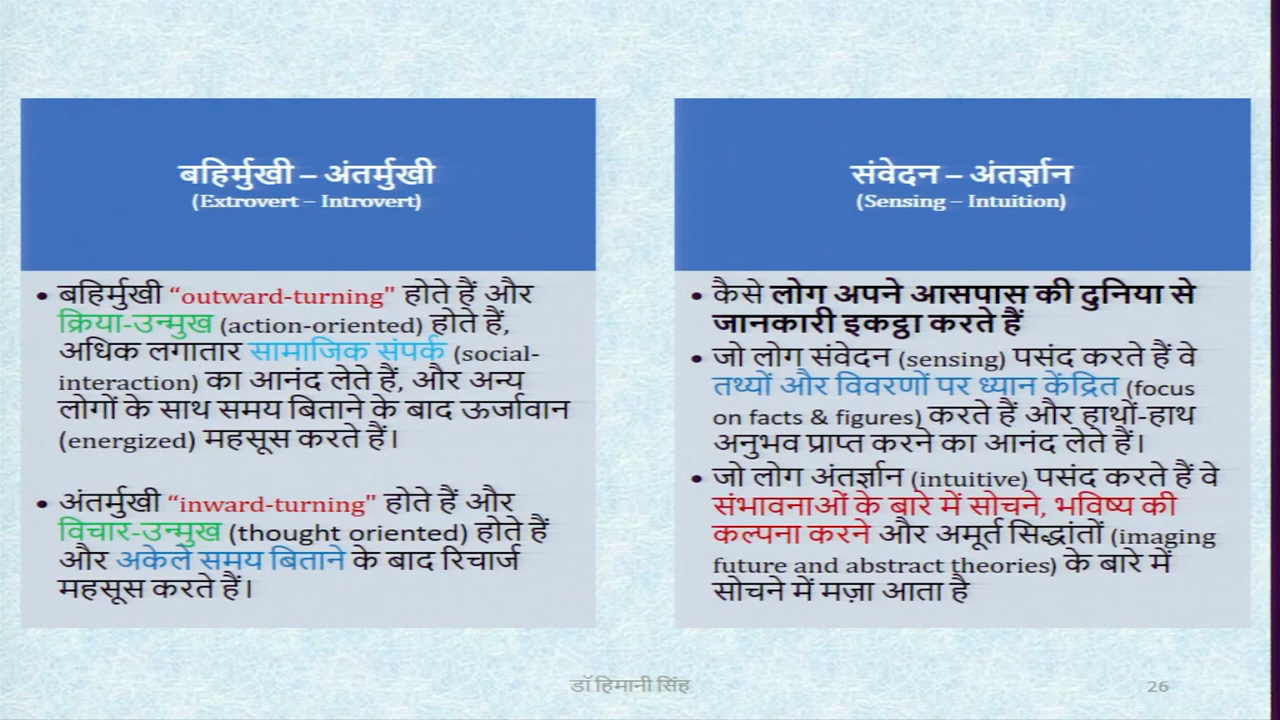 बहिर्मुखी – अंतर्मुखी
(Extrovert – Introvert)
• बहिर्मुखी “outward-turning" होते हैं और
क्रिया-उन्मुख (action-oriented) होते हैं,
अधिक लगातार सामाजिक संपर्क (social-
interaction) का आनंद लेते हैं, और अन्य
लोगों के साथ समय बिताने के बाद ऊर्जावान
(energized) महसूस करते हैं।
• अंतर्मुखी “inward-turning" होते हैं और
विचार-उन्मुख (thought oriented) होते हैं
और अकेले समय बिताने के बाद रिचार्ज
महसूस करते हैं।
संवेदन – अंतर्ज्ञान
(Sensing – Intuition)
• कैसे लोग अपने आसपास की दुनिया से
जानकारी इकट्ठा करते हैं
• जो लोग संवेदन (sensing) पसंद करते हैं वे
तथ्यों और विवरणों पर ध्यान केंद्रित (focus
on facts & figures) करते हैं और हाथों-हाथ
अनुभव प्राप्त करने का आनंद लेते हैं।
• जो लोग अंतर्ज्ञान (intuitive) पसंद करते हैं वे
संभावनाओं के बारे में सोचने, भविष्य की
कल्पना करने और अमूर्त सिद्धांतों (imaging
future and abstract theories) के बारे में
सोचने में मज़ा आता है
डॉ हिमानी सिंह
26